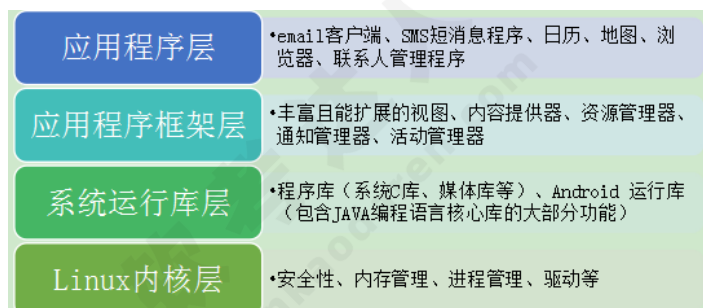 应用程序层
•email客户端、SMS短消息程序、日历、地图、浏
览器、联系人管理程序
应用程序框架层
•丰富且能扩展的视图、内容提供器、资源管理器、
通知管理器、活动管理器
系统运行库层
•程序库（系统C库、媒体库等）、Android 运行库
（包含JAVA编程语言核心库的大部分功能）
Linux内核层
•安全性、内存管理、进程管理、驱动等